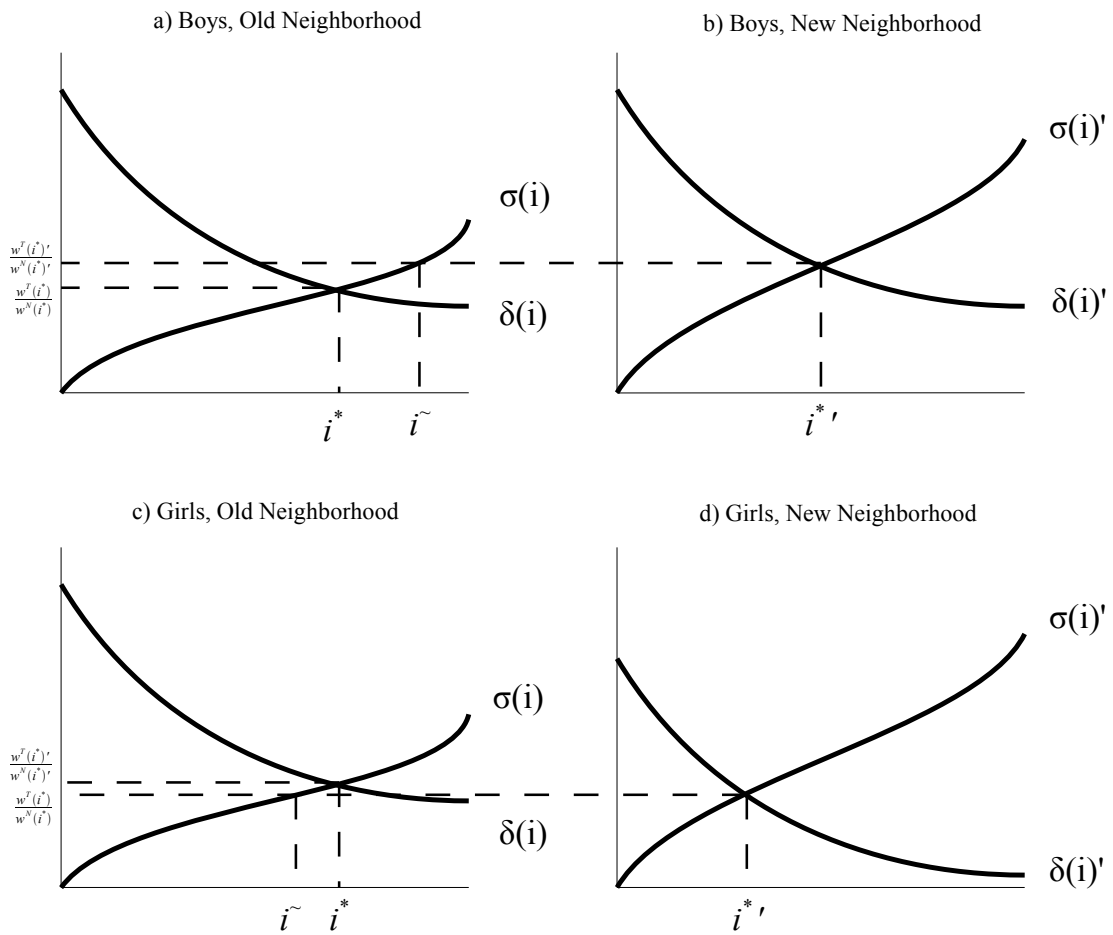 a) Boys, Old Neighborhood
b) Boys, New Neighborhood
σ(i)'
σ(i)
w^T(i^*)'
w^N(i^*)'
w^T(i^*)
w^N(i^*)
δ(i)
δ(i)'
i^*
i^~
i^*'
c) Girls, Old Neighborhood
d) Girls, New Neighborhood
σ(i)'
σ(i)
w^T(i^*)'
w^N(i^*)'
w^T(i^*)
w^N(i^*)
δ(i)
δ(i)'
i^~
i^*
i^*'